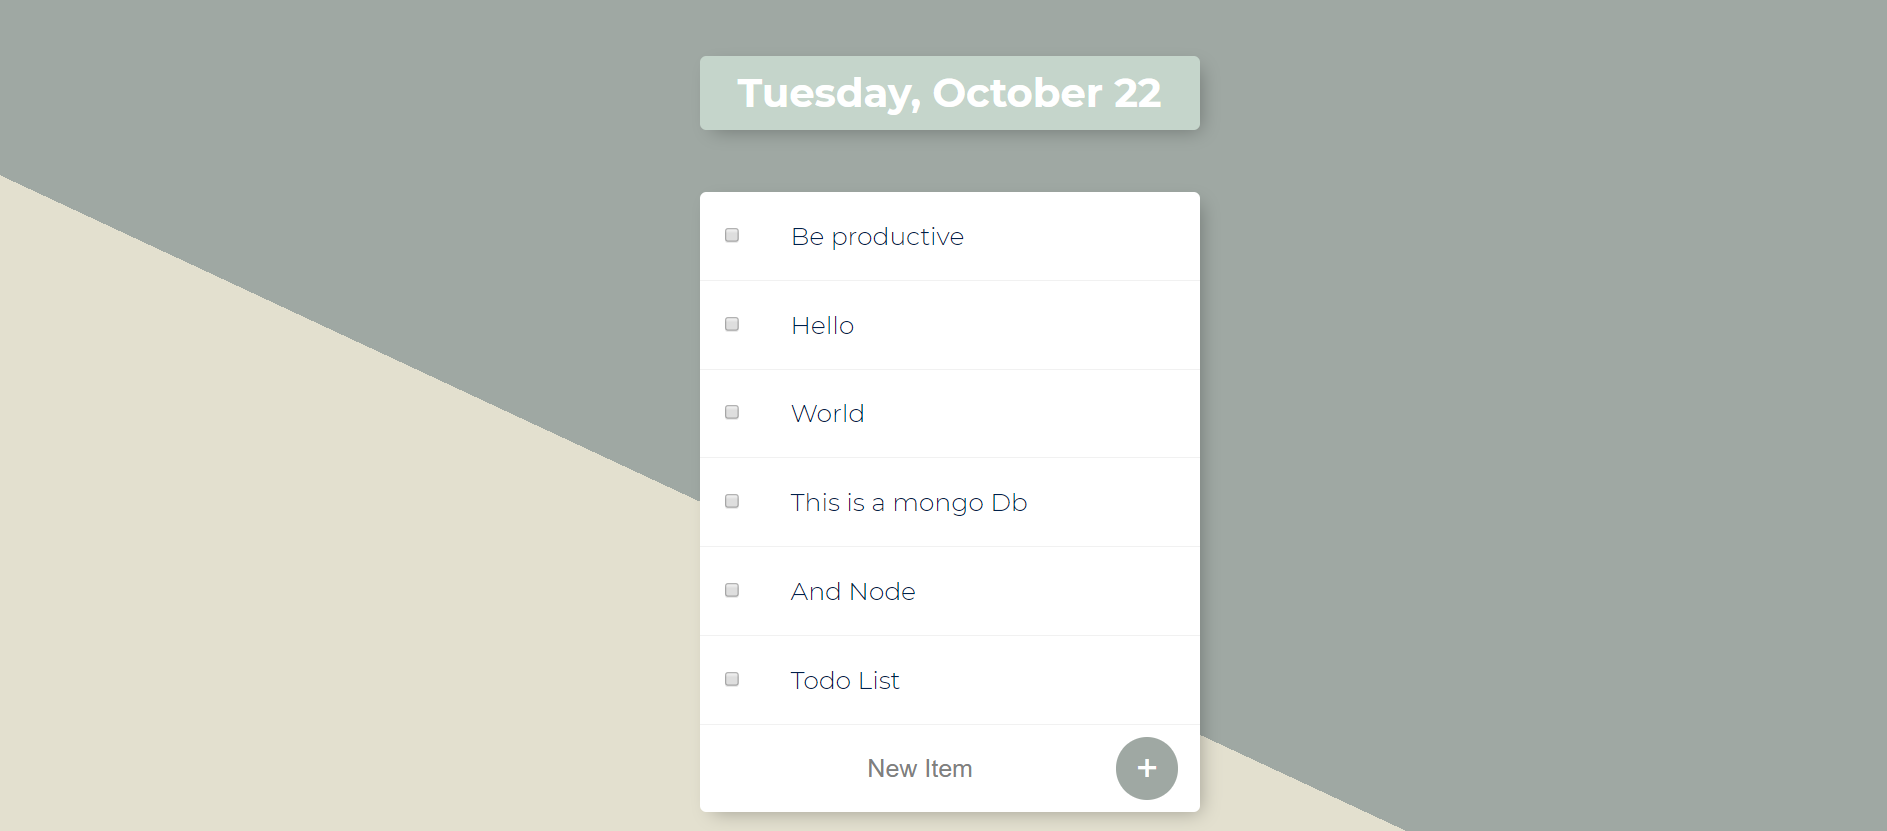 Tuesday, October 22
Be productive
Hello
World
This is a mongo Db
And Node
Todo List
New Item
+